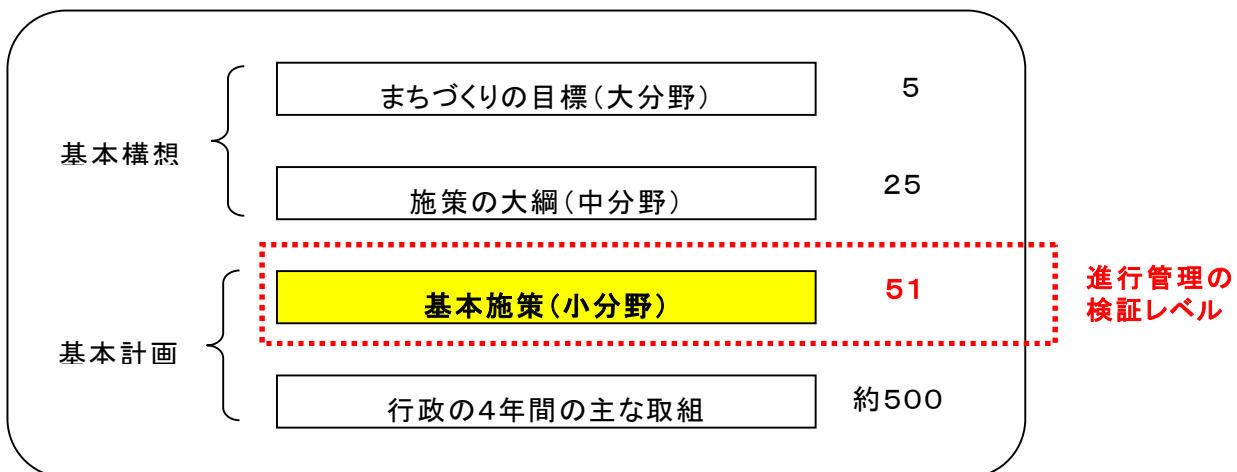 まちづくりの目標(大分野) 5
基本構想
施策の大綱(中分野) 25
基本施策(小分野) 51
進行管理の
検証レベル
基本計画
行政の4年間の主な取組 約500